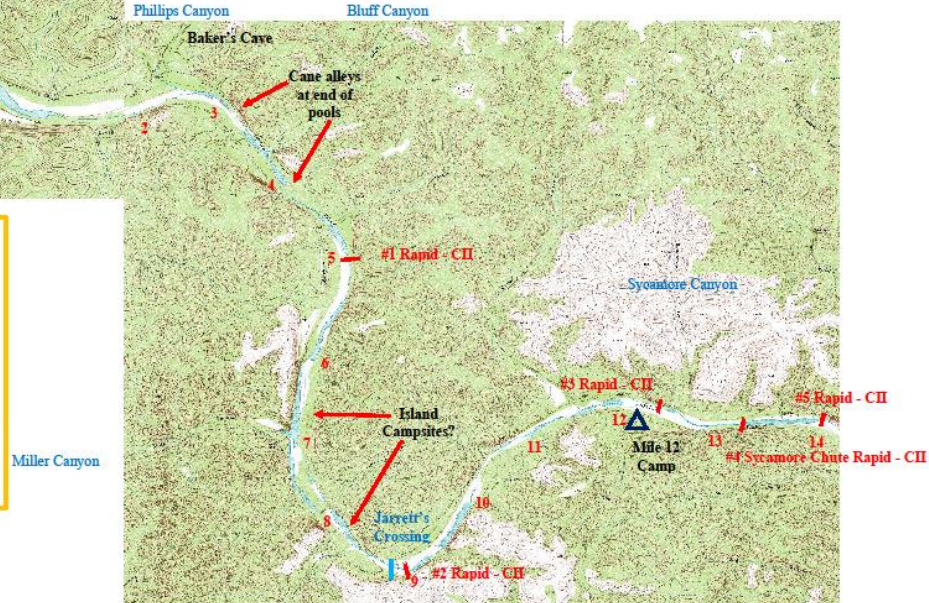 Phillips Canyon
Bluff Canyon
Baker's Cave
Cane alleys
at end of
pools
2
3
4
5
#1 Rapid - CII
Sycamore Canyon
6
#3 Rapid - CII
#5 Rapid - CII
Island
Campsites?
12
7
11
Mile 12
Camp
13
14
#4 Sycamore Chute Rapid - CII
Miller Canyon
10
8
Jarrett's
Crossing
9
#2 Rapid - CII